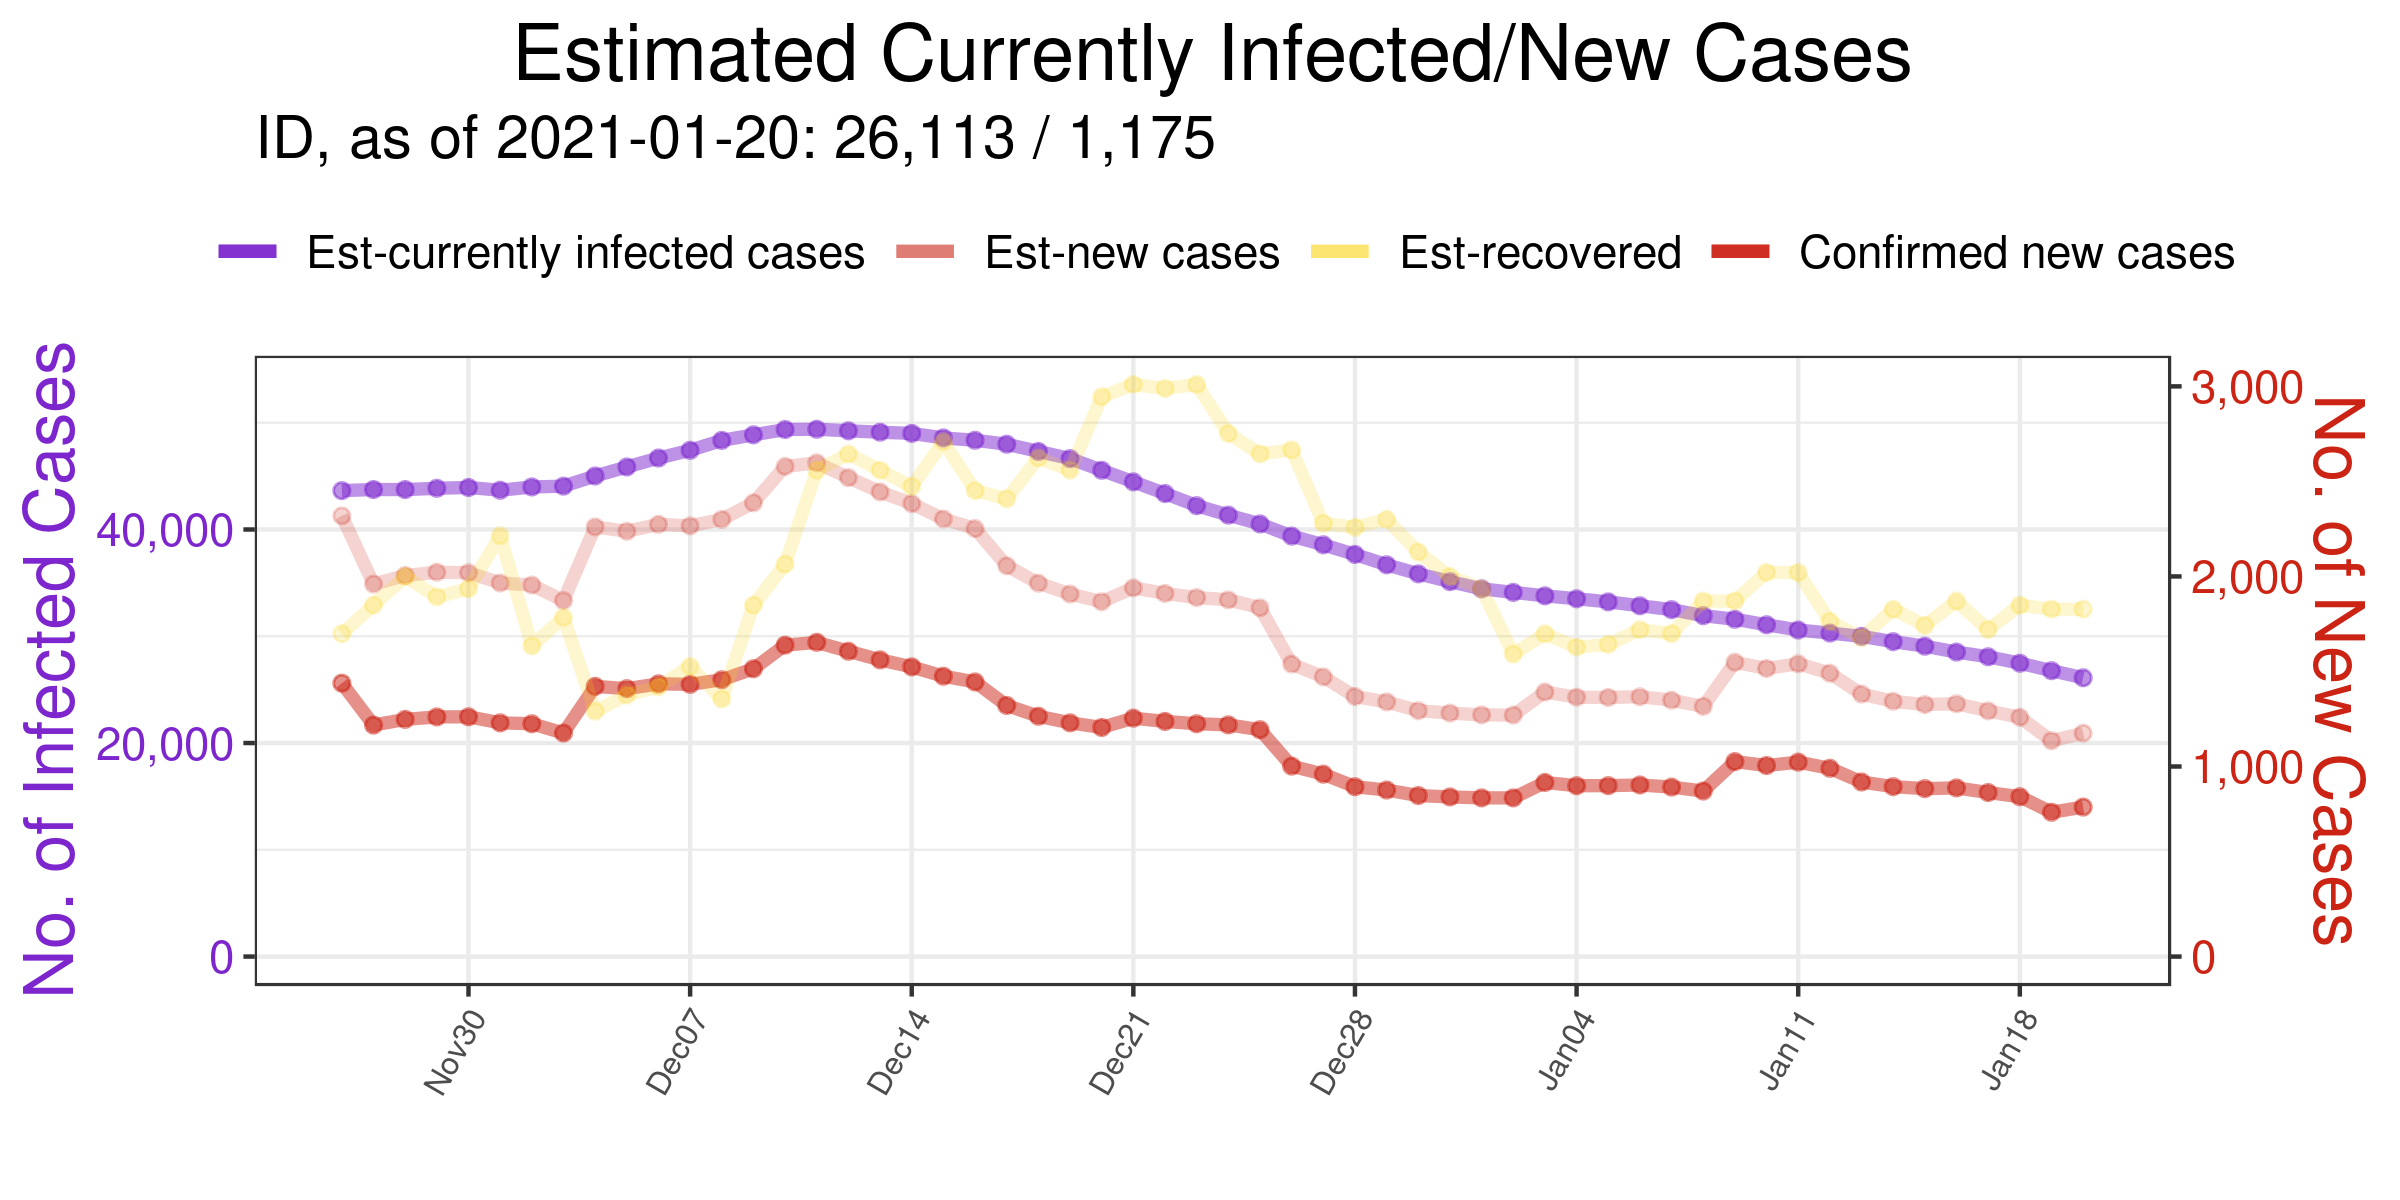 Estimated Currently Infected/New Cases
ID, as of 2021-01-20: 26,113 / 1,175
Est-currently infected cases Est-new cases Est-recovered Confirmed new cases
No. of Infected Cases
40,000
20,000
0
3,000
2,000
1,000
0
No. of New Cases
Nov30 Dec07 Dec14 Dec21 Dec28 Jan04 Jan11 Jan18